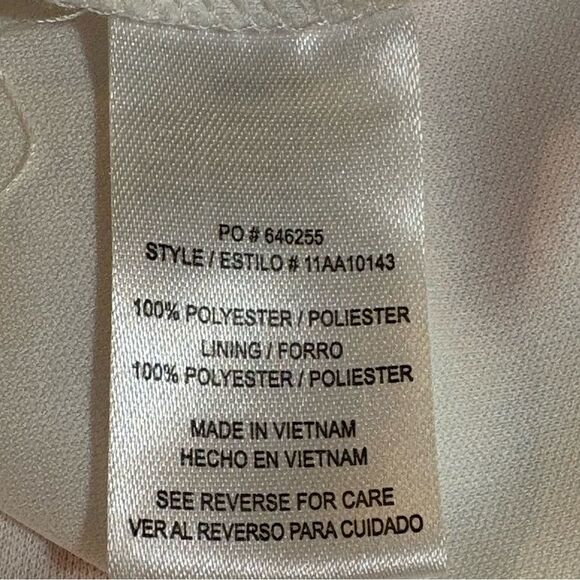 PO # 646255
STYLE / ESTILO # 11AA10143
100% POLYESTER / POLIESTER
LINING / FORRO
100% POLYESTER / POLIESTER
MADE IN VIETNAM
HECHO EN VIETNAM
SEE REVERSE FOR CARE
VER AL REVERSO PARA CUIDADO